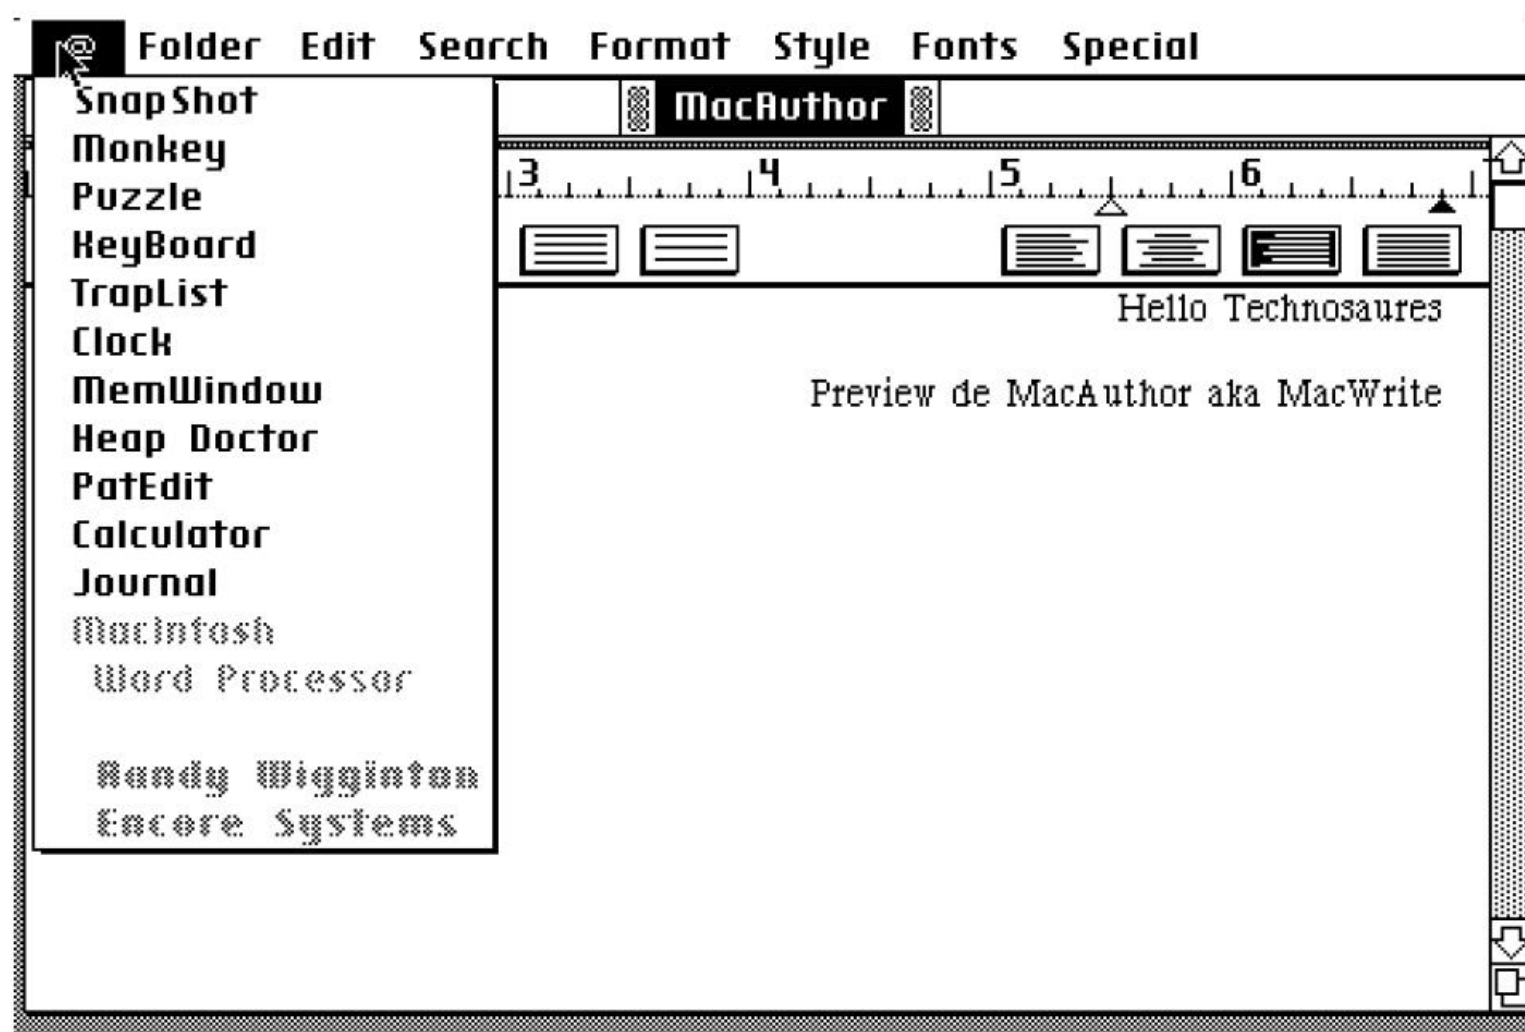 @ Folder Edit Search Format Style Fonts Special
MacAuthor
3 4 5 6
SnapShot
Monkey
Puzzle
KeyBoard
TrapList
Clock
MemWindow
Heap Doctor
PatEdit
Calculator
Journal
MacIntosh
Word Processor
Randy Wigginton
Encore Systems
Hello Technosaures
Preview de MacAuthor aka MacWrite